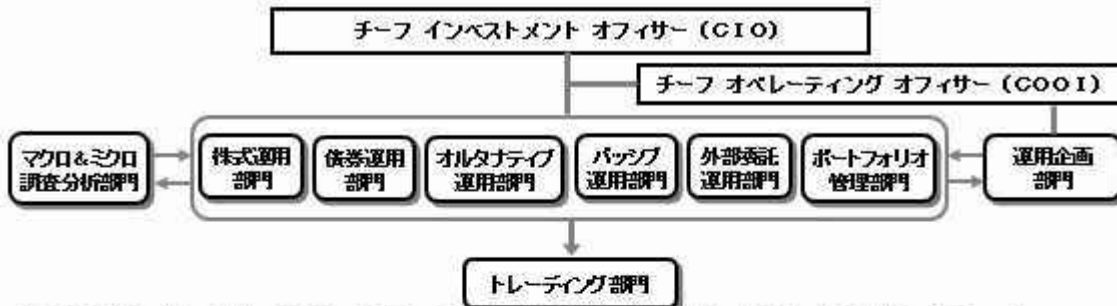 チーフ インベストメント オフィサー (CIO)
チーフ オペレーティング オフィサー (COOI)
マクロ&ミクロ
調査分析部門
株式運用
部門
債券運用
部門
オルタナティブ
運用部門
パッシブ
運用部門
外部委託
運用部門
ポートフォリオ
管理部門
運用企画
部門
トレーディング部門